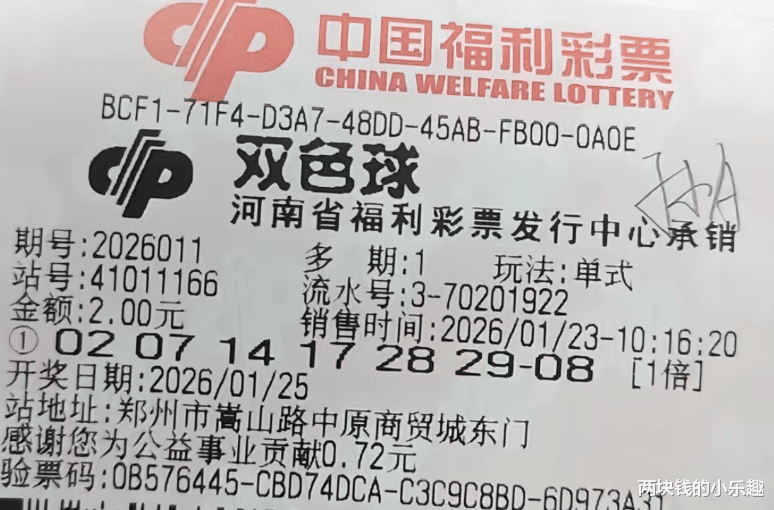 中国福利彩票
CHINA WELFARE LOTTERY
BCF1-71F4-D3A7-48DD-45AB-FB00-0A0E
双色球
河南省福利彩票发行中心承销
期号:2026011 多 期:1 玩法:单式
站号:41011166 流水号:3-70201922
金额:2.00元 销售时间:2026/01/23-10:16:20
① 02 07 14 17 28 29-08 [1倍]
开奖日期:2026/01/25
站地址:郑州市嵩山路中原商贸城东门
感谢您为公益事业贡献0.72元
验票码:0B576445-CBD74DCA-C3C9C8BD-6D973A31
两块钱的小乐趣